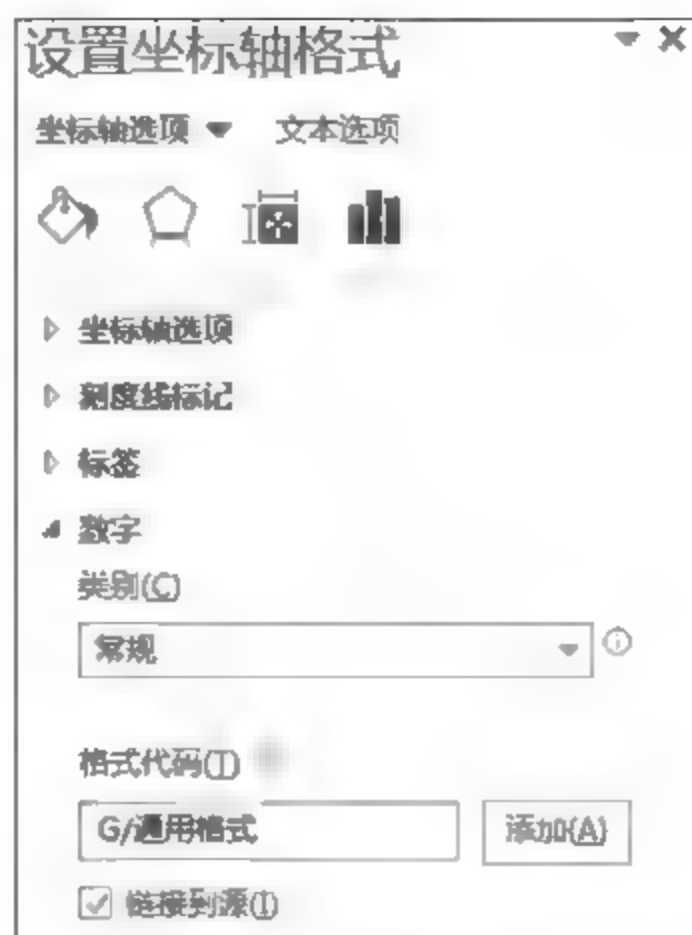 设置坐标轴格式
坐标轴选项 文本选项
坐标轴选项
刻度线标记
标签
数字
类别(C)
常规
格式代码(T)
G/通用格式 添加(A)
链接到源(I)